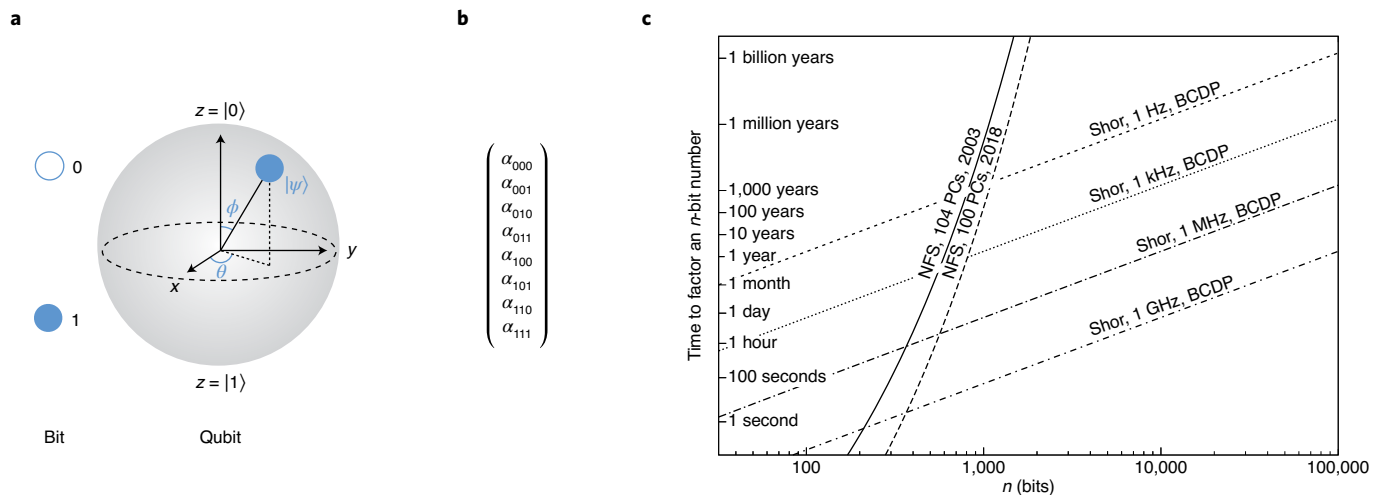 a
z = |0⟩
0
|ψ⟩
ϕ
y
θ
x
1
z = |1⟩
Bit
Qubit
b
α000
α001
α010
α011
α100
α101
α110
α111
c
Time to factor an n-bit number
1 billion years
1 million years
1,000 years
100 years
10 years
1 year
1 month
1 day
1 hour
100 seconds
1 second
NFS, 104 PCs, 2003
NFS, 100 PCs, 2018
Shor, 1 Hz, BCDP
Shor, 1 kHz, BCDP
Shor, 1 MHz, BCDP
Shor, 1 GHz, BCDP
100
1,000
10,000
100,000
n (bits)